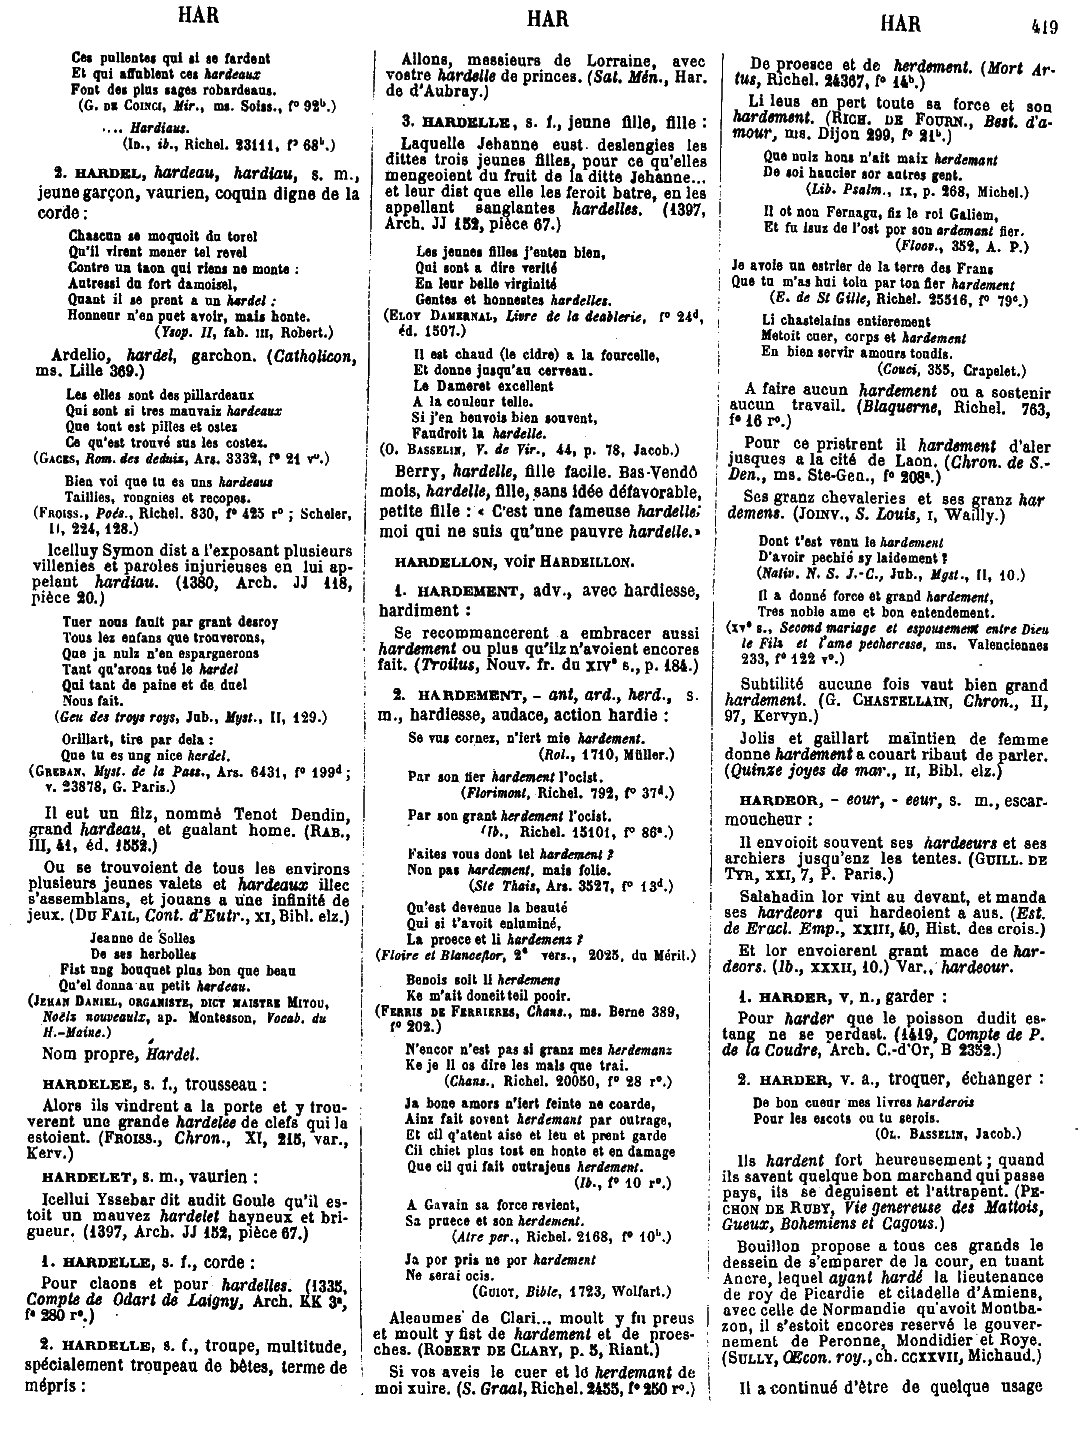 HAR
HAR
HAR
419
Ces pullentes qui si se fardent
Et qui affublent ces hardeaux
Font des plus sages robardeaus.
(G. DE COINCI, Mir., ms. Soiss., f° 92ᵇ.)
.... Hardiaus.
(ID., ib., Richel. 23111, f° 68ᵇ.)
2. HARDEL, hardeau, hardiau, s. m.,
jeune garçon, vaurien, coquin digne de la
corde :
Chascun se moquoit du torel
Qu'il virent mener tel revel
Contre un taon qui riens ne monte :
Autressi du fort damoisel,
Quant il se prent a un hardel ;
Honneur n'en puet avoir, mais honte.
(Ysop. II, fab. III, Robert.)
Ardelio, hardel, garchon. (Catholicon,
ms. Lille 369.)
Les elles sont des pillardeaux
Qui sont si tres mauvaiz hardeaux
Que tout est pilles et ostez
Ce qu'est trouvé sus les costez.
(GACES, Rom. des deduis, Ars. 3332, f° 21 v°.)
Bien voi que tu es uns hardeaus
Taillies, rongnies et recopes.
(FROISS., Poés., Richel. 830, f° 425 r° ; Scheler,
II, 224, 128.)
Icelluy Symon dist a l'exposant plusieurs
villenies et paroles injurieuses en lui ap-
pelant hardiau. (1380, Arch. JJ 118,
pièce 20.)
Tuer nous fault par grant desroy
Tous les enfans que trouverons,
Que ja nulz n'en espargnerons
Tant qu'arons tué le hardel
Qui tant de paine et de duel
Nous fait.
(Geu des troys roys, Jub., Myst., II, 129.)
Orillart, tire par dela :
Que tu es ung nice herdel.
(GREBAN, Myst. de la Pass., Ars. 6431, f° 199ᵈ ;
v. 23878, G. Paris.)
Il eut un filz, nommé Tenot Dendin,
grand hardeau, et gualant home. (RAB.,
III, 41, éd. 1552.)
Ou se trouvoient de tous les environs
plusieurs jeunes valets et hardeaux illec
s'assemblans, et jouans a une infinité de
jeux. (DU FAIL, Cont. d'Eutr., XI, Bibl. elz.)
Jeanne de Solles
De ses herbolles
Fist ung bouquet plus bon que beau
Qu'el donna au petit hardeau.
(JEHAN DANIEL, ORGANISTE, DICT MAISTRE MITOU,
Noëlz nouveaulx, ap. Montesson, Vocab. du
H.-Maine.)
Nom propre, Hardel.
HARDELEE, s. f., trousseau :
Alors ils vindrent a la porte et y trou-
verent une grande hardelée de clefs qui la
estoient. (FROISS., Chron., XI, 215, var.,
Kerv.)
HARDELET, s. m., vaurien :
Icellui Yssebar dit audit Goule qu'il es-
toit un mauvez hardelet hayneux et bri-
gueur. (1397, Arch. JJ 152, pièce 67.)
1. HARDELLE, s. f., corde :
Pour claons et pour hardelles. (1335,
Compte de Odart de Laigny, Arch. KK 3ᵃ,
f° 280 r°.)
2. HARDELLE, s. f., troupe, multitude,
spécialement troupeau de bêtes, terme de
mépris :
Allons, messieurs de Lorraine, avec
vostre hardelle de princes. (Sat. Mén., Har.
de d'Aubray.)
3. HARDELLE, s. f., jeune fille, fille :
Laquelle Jehanne eust deslengies les
dittes trois jeunes filles, pour ce qu'elles
mengeoient du fruit de la ditte Jehanne...
et leur dist que elle les feroit batre, en les
appellant sanglantes hardelles. (1397,
Arch. JJ 152, pièce 67.)
Les jeunes filles j'enten bien,
Qui sont a dire verité
En leur belle virginité
Gentes et honnestes hardelles.
(ELOY DAMERNAL, Livre de la deablerie, f° 24ᵈ,
éd. 1507.)
Il est chaud (le cidre) a la fourcelle,
Et donne jusqu'au cerveau.
Le Dameret excellent
A la couleur telle.
Si j'en beuvois bien souvent,
Faudroit la hardelle.
(O. BASSELIN, V. de Vir., 44, p. 78, Jacob.)
Berry, hardelle, fille facile. Bas-Vendô
mois, hardelle, fille, sans idée défavorable,
petite fille : « C'est une fameuse hardelle;
moi qui ne suis qu'une pauvre hardelle.»
HARDELLON, voir HARDEILLON.
1. HARDEMENT, adv., avec hardiesse,
hardiment :
Se recommancerent a embracer aussi
hardement ou plus qu'ilz n'avoient encores
fait. (Troilus, Nouv. fr. du XIVᵉ s., p. 184.)
2. HARDEMENT, - ant, ard., herd., s.
m., hardiesse, audace, action hardie :
Se vus cornez, n'iert mie hardement.
(Rol., 1710, Müller.)
Par son fier hardement l'ocist.
(Florimont, Richel. 792, f° 37ᵈ.)
Par son grant herdement l'ocist.
(Ib., Richel. 15101, f° 86ᵃ.)
Faites vous dont tel hardement ?
Non pas hardement, mais folie.
(Ste Thais, Ars. 3527, f° 13ᵈ.)
Qu'est devenue la beauté
Qui si t'avoit enluminé,
La proece et li hardemenz ?
(Floire et Blanceflor, 2ᵉ vers., 2025, du Méril.)
Benois soit li herdemens
Ke m'ait doneit teil pooir.
(FERRIS DE FERRIERES, Chans., ms. Berne 389,
f° 202.)
N'encor n'est pas si granz mes herdemanz
Ke je li os dire les mals que trai.
(Chans., Richel. 20050, f° 28 r°.)
Ja bone amors n'iert feinte ne coarde,
Ainz fait sovent herdemant par outrage,
Et cil q'atent aise et leu et prent garde
Cil chiet plus tost en honte et en damage
Que cil qui fait outrajeus herdement.
(Ib., f° 10 r°.)
A Gavain sa force revient,
Sa pruece et son herdement.
(Atre per., Richel. 2168, f° 10ᵇ.)
Ja por pris ne por hardement
Ne serai ocis.
(GUIOT, Bible, 1723, Wolfart.)
Aleaumes de Clari... moult y fu preus
et moult y fist de hardement et de proes-
ches. (ROBERT DE CLARY, p. 5, Riant.)
Si vos aveis le cuer et lo herdemant de
moi xuire. (S. Graal, Richel. 2455, f° 250 r°.)
De proesce et de herdement. (Mort Ar-
tus, Richel. 24367, f° 14ᵇ.)
Li leus en pert toute sa force et son
hardement. (RICH. DE FOURN., Best. d'a-
mour, ms. Dijon 299, f° 21ᵇ.)
Que nulz hons n'ait maiz herdemant
De soi haucier sor autres gent.
(Lib. Psalm., IX, p. 268, Michel.)
Il ot non Fernagu, fiz le roi Galiem,
Et fu lsuz de l'ost por son ardemant fier.
(Floov., 352, A. P.)
Je avoie un estrier de la terre des Frans
Que tu m'as hui tolu par ton fier hardement
(E. de St Gille, Richel. 25516, f° 79ᶜ.)
Li chastelains entierement
Metoit cuer, corps et hardement
En bien servir amours toudis.
(Couci, 355, Crapelet.)
A faire aucun hardement ou a sostenir
aucun travail. (Blaquerne, Richel. 763,
f° 16 r°.)
Pour ce pristrent il hardement d'aler
jusques a la cité de Laon. (Chron. de S.-
Den., ms. Ste-Gen., f° 208ᵃ.)
Ses granz chevaleries et ses granz har
demens. (JOINV., S. Louis, I, Wailly.)
Dont t'est venu le hardement
D'avoir pechié sy laidement ?
(Nativ. N. S. J.-C., Jub., Myst., II, 10.)
Il a donné force et grand hardement,
Tres noble ame et bon entendement.
(XVᵉ s., Second mariage et espousement entre Dieu
le Fils et l'ame pecheresse, ms. Valenciennes
233, f° 122 v°.)
Subtilité aucune fois vaut bien grand
hardement. (G. CHASTELLAIN, Chron., II,
97, Kervyn.)
Jolis et gaillart maintien de femme
donne hardement a couart ribaut de parler.
(Quinze joyes de mar., II, Bibl. elz.)
HARDEOR, - eour, - eeur, s. m., escar-
moucheur :
Il envoioit souvent ses hardeeurs et ses
archiers jusqu'enz les tentes. (GUILL. DE
TYR, XXI, 7, P. Paris.)
Salahadin lor vint au devant, et manda
ses hardeors qui hardeoient a aus. (Est.
de Eracl. Emp., XXIII, 40, Hist. des crois.)
Et lor envoierent grant mace de har-
deors. (Ib., XXXII, 10.) Var., hardeour.
1. HARDER, v, n., garder :
Pour harder que le poisson dudit es-
tang ne se perdast. (1419, Compte de P.
de la Coudre, Arch. C.-d'Or, B 2352.)
2. HARDER, v. a., troquer, échanger :
De bon cueur mes livres harderois
Pour les escots ou tu serois.
(OL. BASSELIN, Jacob.)
Ils hardent fort heureusement ; quand
ils savent quelque bon marchand qui passe
pays, ils se deguisent et l'attrapent. (PE-
CHON DE RUBY, Vie genereuse des Mattois,
Gueux, Bohemiens et Cagous.)
Bouillon propose a tous ces grands le
dessein de s'emparer de la cour, en tuant
Ancre, lequel ayant hardé la lieutenance
de roy de Picardie et citadelle d'Amiens,
avec celle de Normandie qu'avoit Montba-
zon, il s'estoit encores reservé le gouver-
nement de Peronne, Mondidier et Roye.
(SULLY, Œcon. roy., ch. CCXXVII, Michaud.)
Il a continué d'être de quelque usage